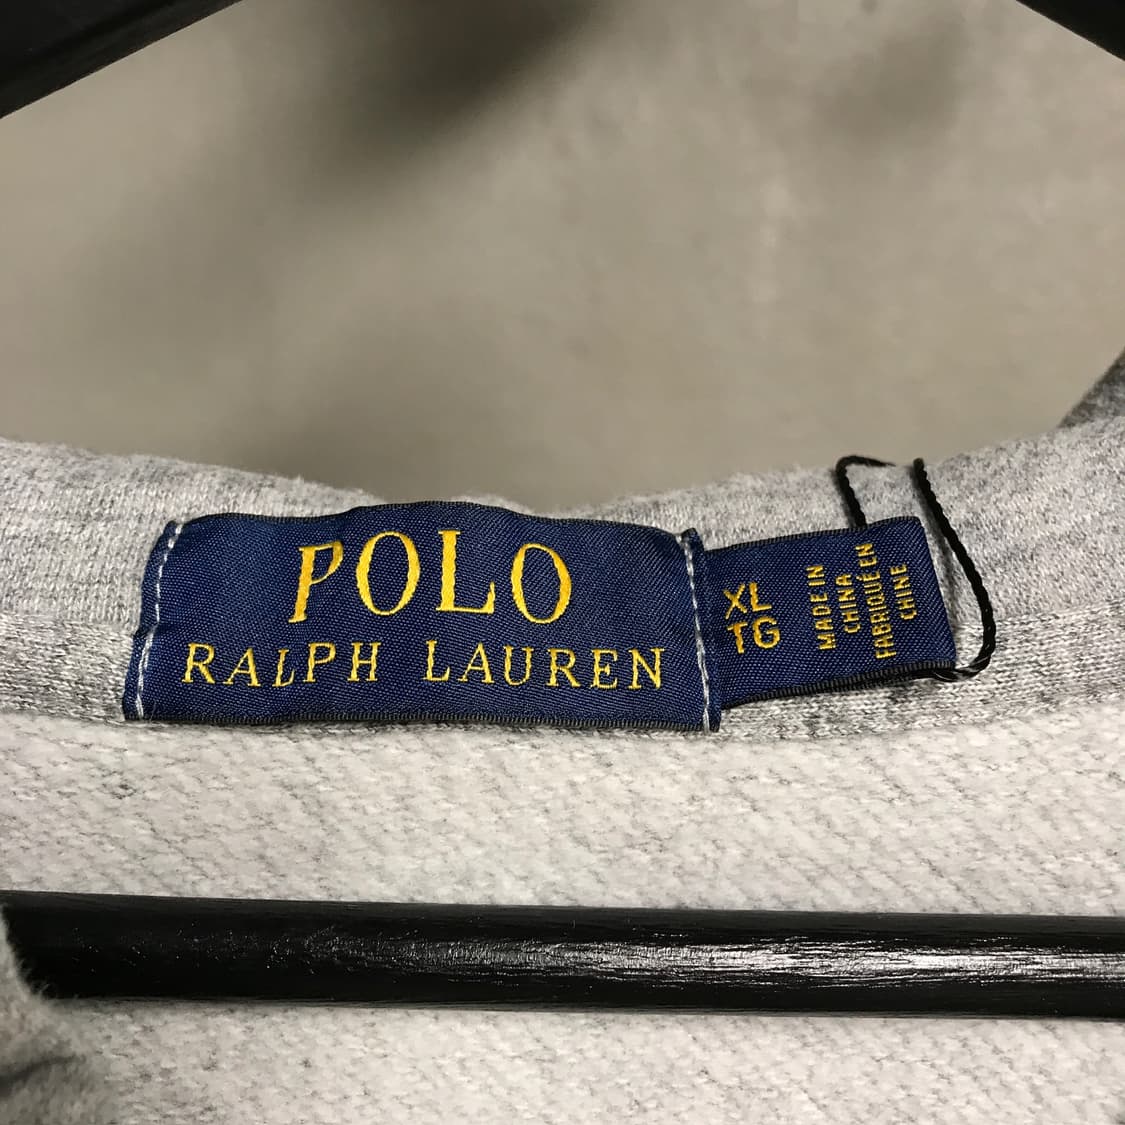 POLO
RALPH LAUREN
XL
TG
MADE IN
CHINA
FABRIQUÉ EN
CHINE